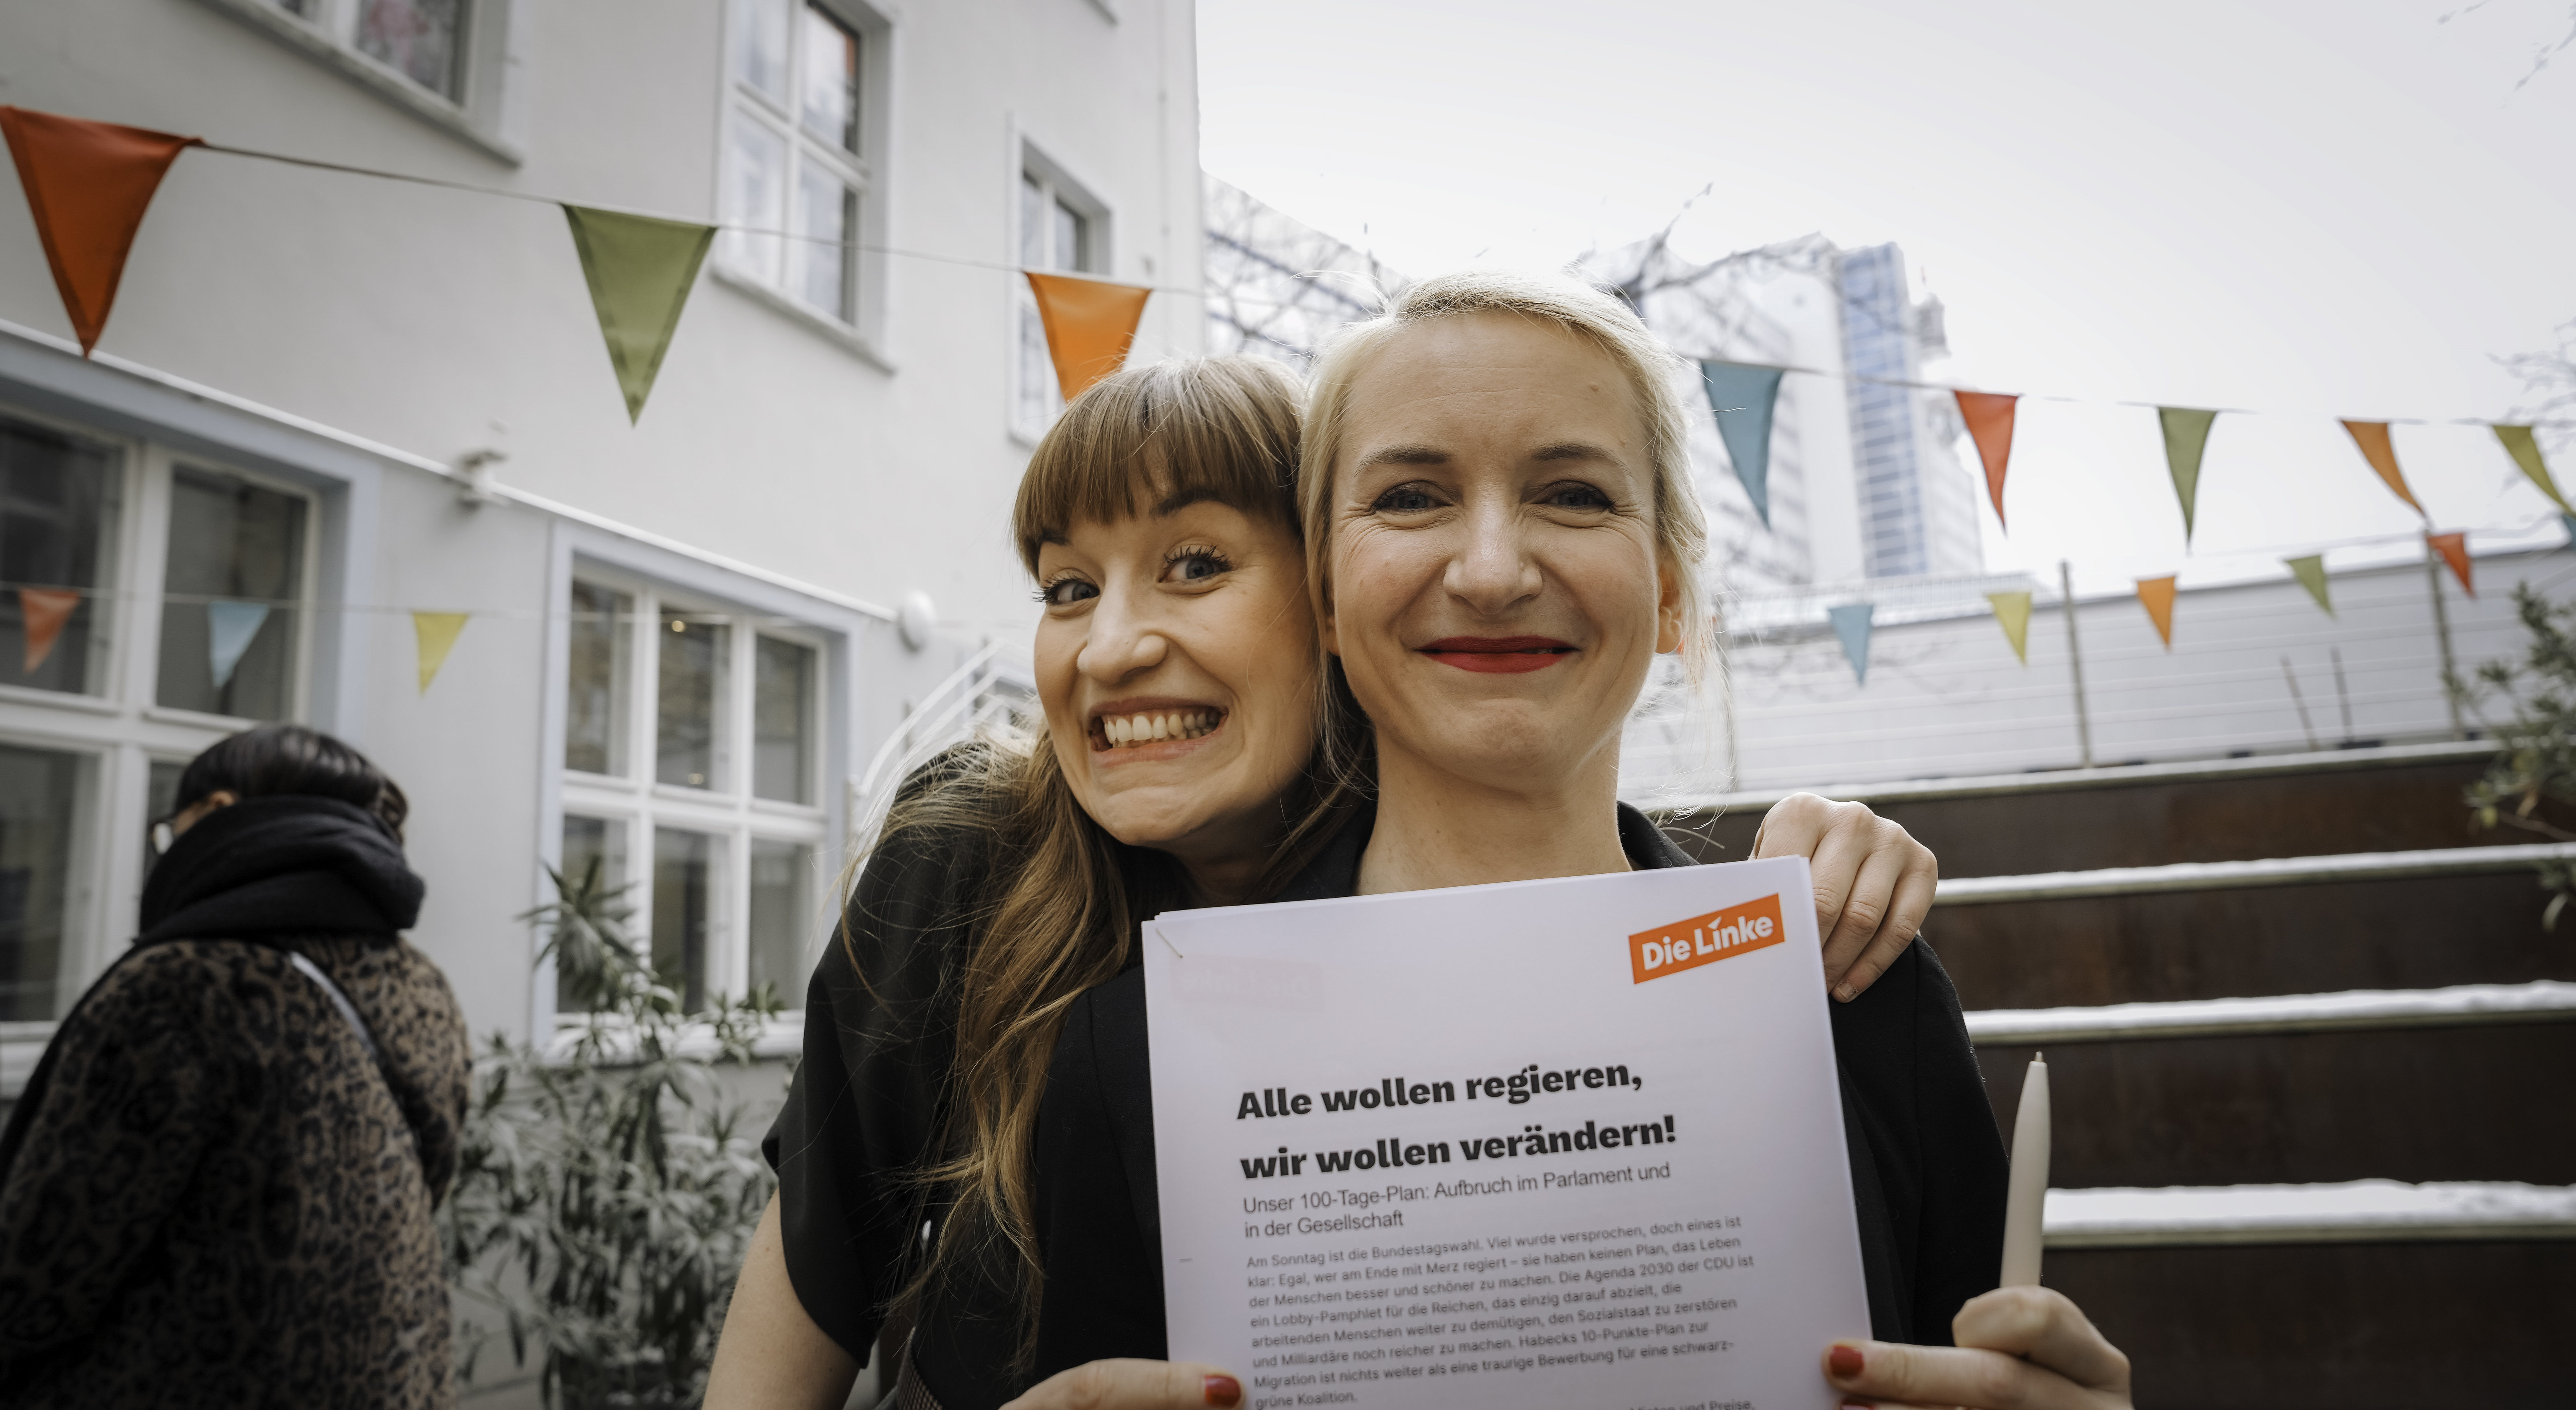 Die Linke
Alle wollen regieren,
wir wollen verändern!
Unser 100-Tage-Plan: Aufbruch im Parlament und
in der Gesellschaft
Am Sonntag ist die Bundestagswahl. Viel wurde versprochen, doch eines ist
klar: Egal, wer am Ende mit Merz regiert – sie haben keinen Plan, das Leben
der Menschen besser und schöner zu machen. Die Agenda 2030 der CDU ist
ein Lobby-Pamphlet für die Reichen, das einzig darauf abzielt, die
arbeitenden Menschen weiter zu demütigen, den Sozialstaat zu zerstören
und Milliardäre noch reicher zu machen. Habecks 10-Punkte-Plan zur
Migration ist nichts weiter als eine traurige Bewerbung für eine schwarz-
grüne Koalition.
und Preise,